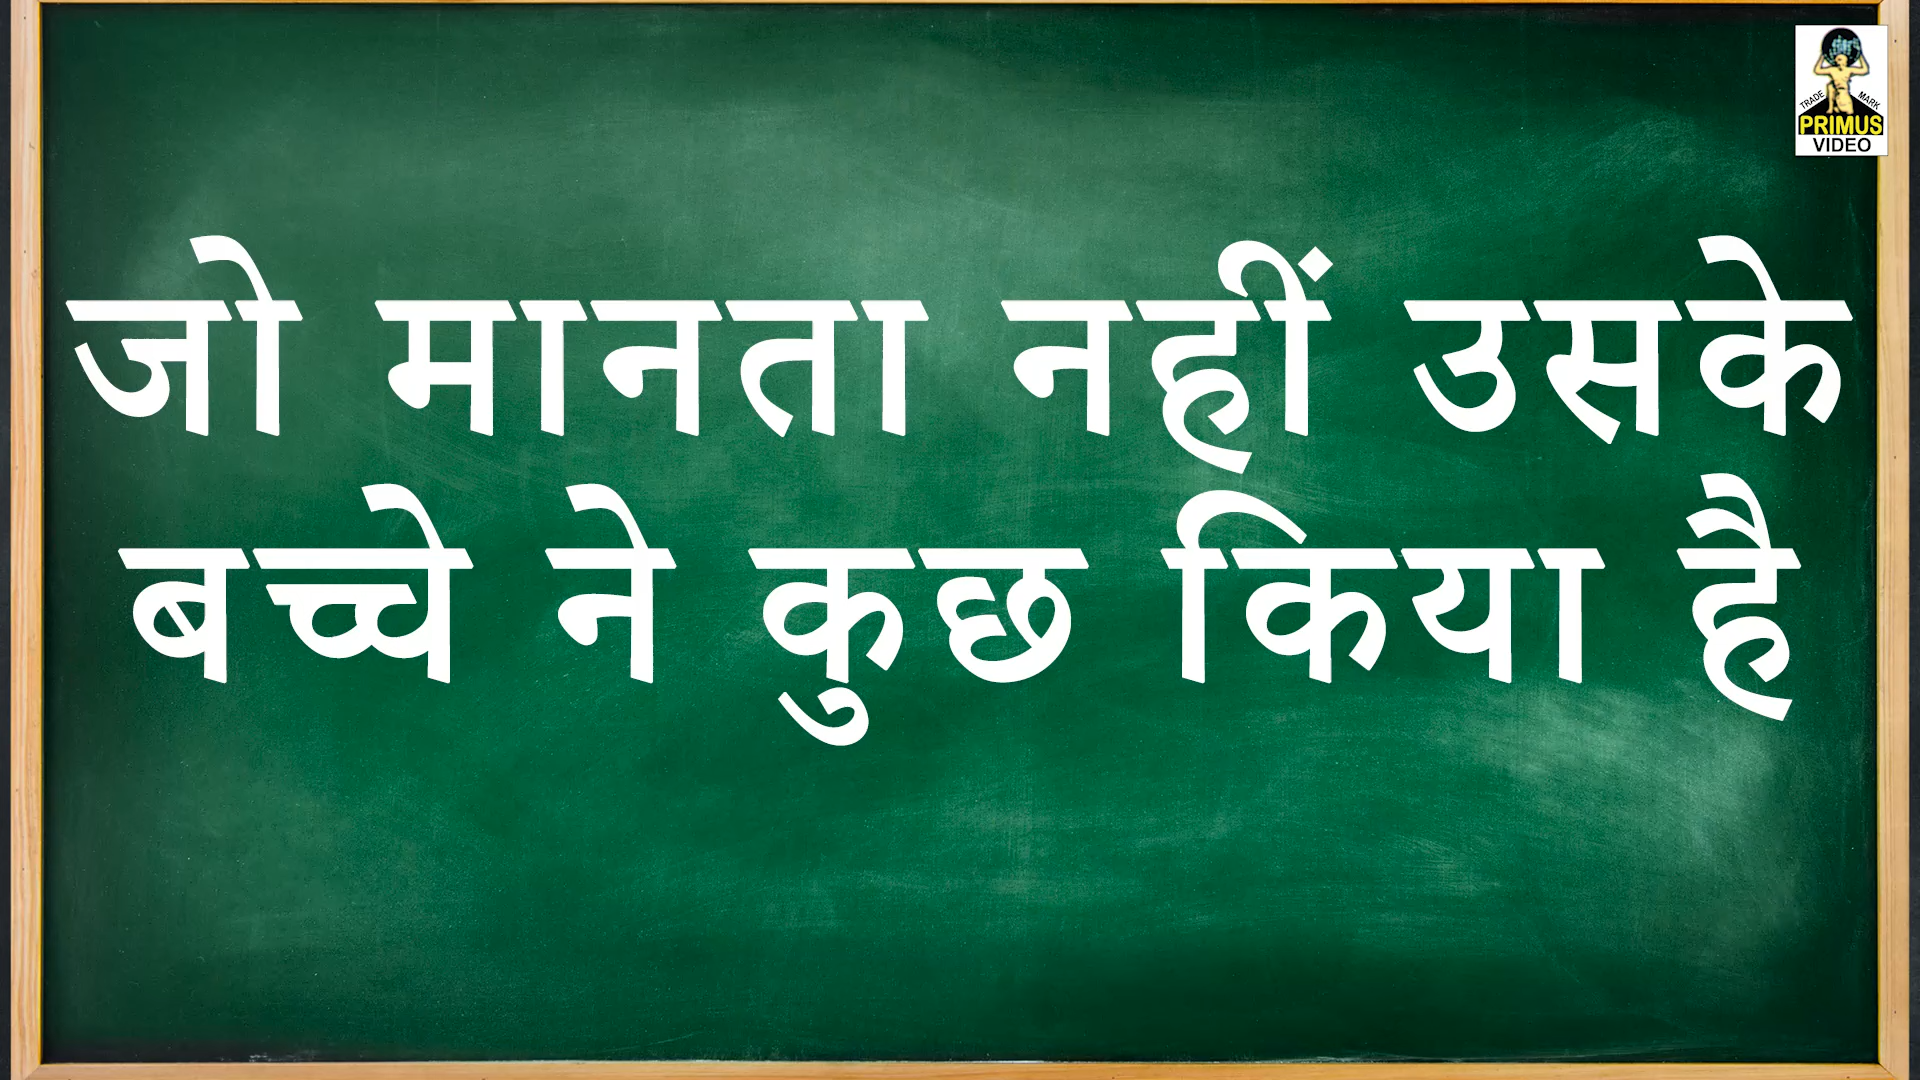 TRADE MARK
PRIMUS
VIDEO
जो मानता नहीं उसके
बच्चे ने कुछ किया है